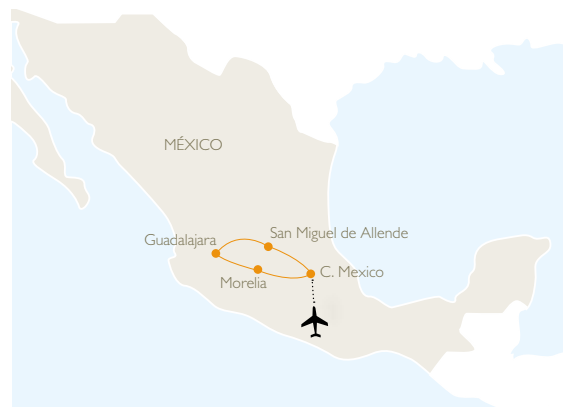 MÉXICO
San Miguel de Allende
Guadalajara
C. Mexico
Morelia